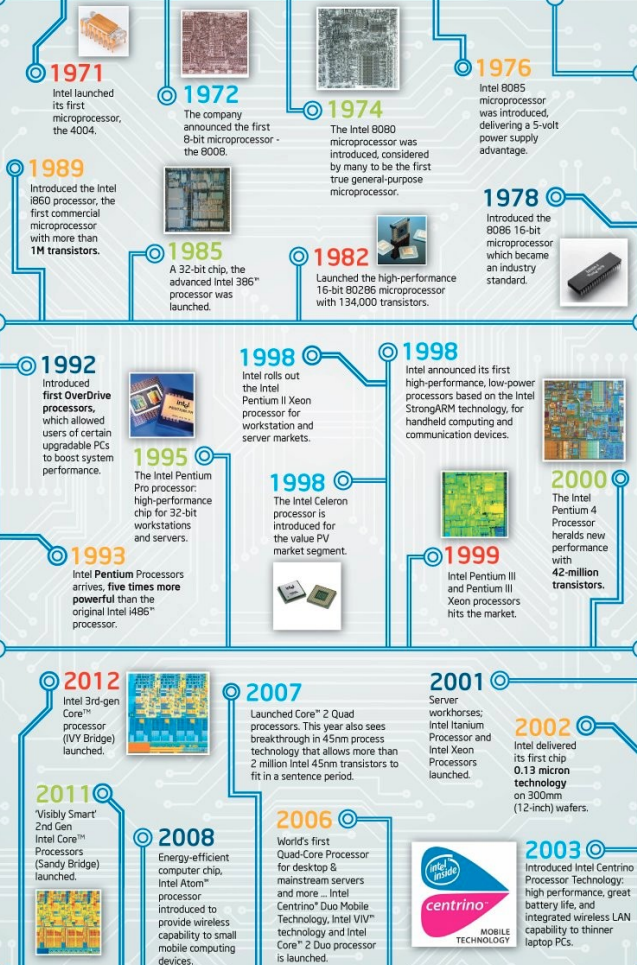 1971
Intel launched
its first
microprocessor,
the 4004.
1972
The company
announced the first
8-bit microprocessor -
the 8008.
1974
The Intel 8080
microprocessor was
introduced, considered
by many to be the first
true general-purpose
microprocessor.
1976
Intel 8085
microprocessor
was introduced,
delivering a 5-volt
power supply
advantage.
1989
Introduced the Intel
i860 processor, the
first commercial
microprocessor
with more than
1M transistors.
1985
A 32-bit chip, the
advanced Intel 386™
processor was
launched.
1982
Launched the high-performance
16-bit 80286 microprocessor
with 134,000 transistors.
1978
Introduced the
8086 16-bit
microprocessor
which became
an industry
standard.
1992
Introduced
first OverDrive
processors,
which allowed
users of certain
upgradable PCs
to boost system
performance.
intel
1995
The Intel Pentium
Pro processor:
high-performance
chip for 32-bit
workstations
and servers.
1993
Intel Pentium Processors
arrives, five times more
powerful than the
original Intel i486™
processor.
1998
Intel rolls out
the Intel
Pentium II Xeon
processor for
workstation and
server markets.
1998
The Intel Celeron
processor is
introduced for
the value PV
market segment.
1998
Intel announced its first
high-performance, low-power
processors based on the Intel
StrongARM technology, for
handheld computing and
communication devices.
1999
Intel Pentium III
and Pentium III
Xeon processors
hits the market.
2000
The Intel
Pentium 4
Processor
heralds new
performance
with
42-million
transistors.
2012
Intel 3rd-gen
Core™
processor
(IVY Bridge)
launched.
2011
'Visibly Smart'
2nd Gen
Intel Core™
Processors
(Sandy Bridge)
launched.
2008
Energy-efficient
computer chip,
Intel Atom™
processor
introduced to
provide wireless
capability to small
mobile computing
devices.
2007
Launched Core™ 2 Quad
processors. This year also sees
breakthrough in 45nm process
technology that allows more than
2 million Intel 45nm transistors to
fit in a sentence period.
2006
World's first
Quad-Core Processor
for desktop &
mainstream servers
and more ... Intel
Centrino® Duo Mobile
Technology, Intel VIV™
technology and Intel
Core™ 2 Duo processor
is launched.
2001
Server
workhorses;
Intel Itanium
Processor and
Intel Xeon
Processors
launched.
2002
Intel delivered
its first chip
0.13 micron
technology
on 300mm
(12-inch) wafers.
intel
inside™
centrino™
MOBILE
TECHNOLOGY
2003
Introduced Intel Centrino
Processor Technology:
high performance, great
battery life, and
integrated wireless LAN
capability to thinner
laptop PCs.